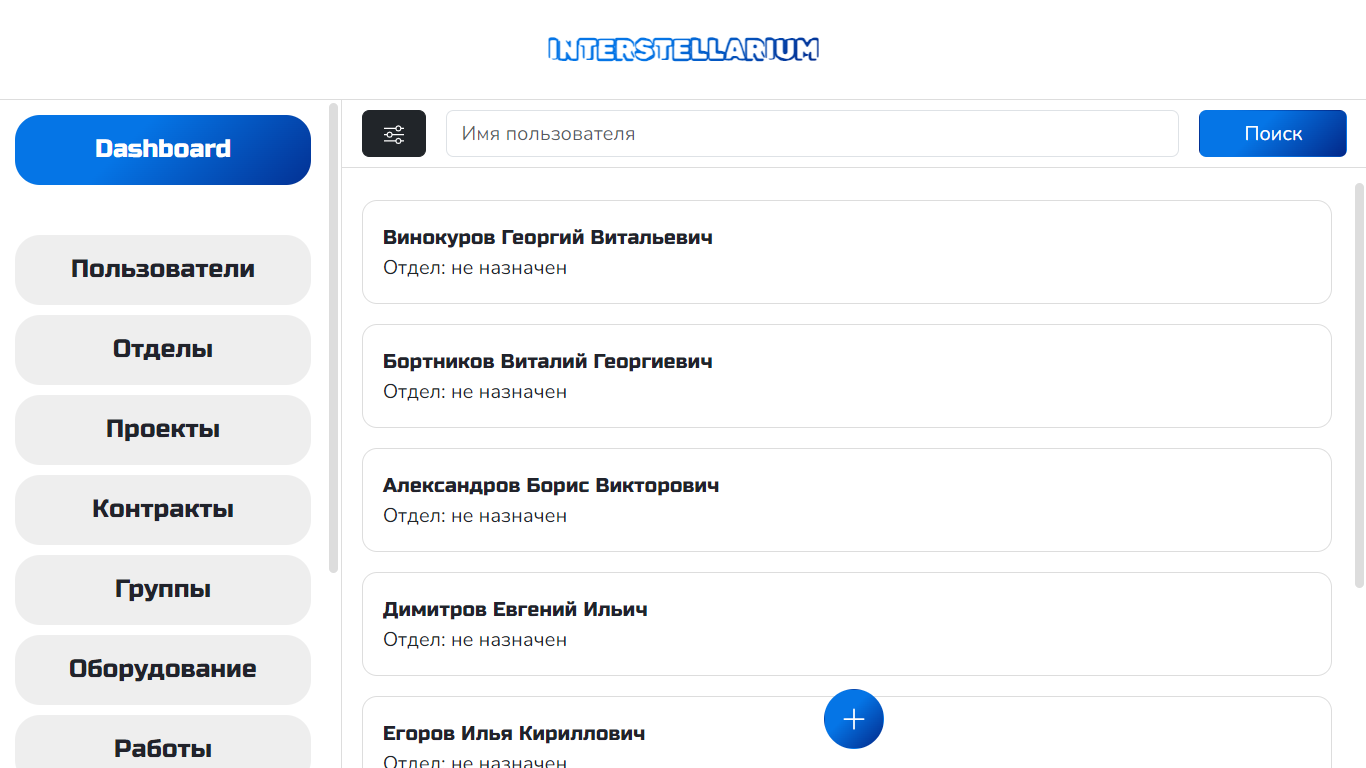 INTERSTELLARIUM
Dashboard
Пользователи
Отделы
Проекты
Контракты
Группы
Оборудование
Работы
Имя пользователя
Поиск
Винокуров Георгий Витальевич
Отдел: не назначен
Бортников Виталий Георгиевич
Отдел: не назначен
Александров Борис Викторович
Отдел: не назначен
Димитров Евгений Ильич
Отдел: не назначен
Егоров Илья Кириллович
Отдел: не назначен